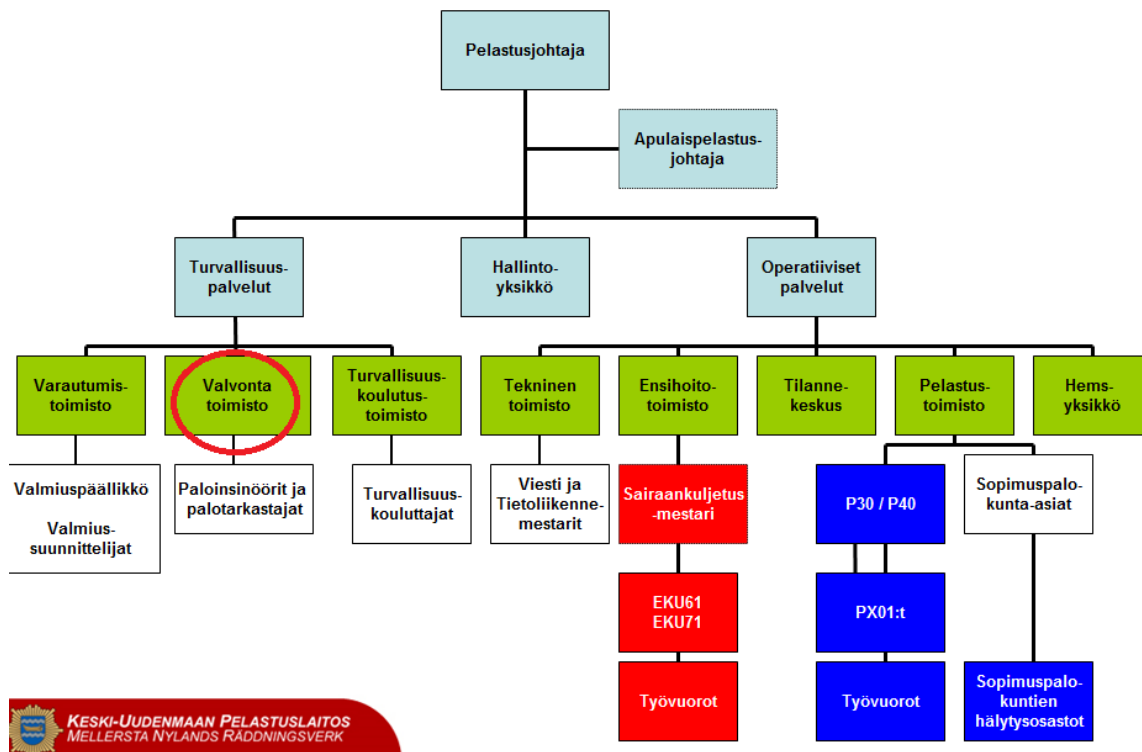 Pelastusjohtaja
Apulaispelastus-
johtaja
Turvallisuus-
palvelut
Hallinto-
yksikkö
Operatiiviset
palvelut
Varautumis-
toimisto
Valvonta
toimisto
Turvallisuus-
koulutus-
toimisto
Tekninen
toimisto
Ensihoito-
toimisto
Tilanne-
keskus
Pelastus-
toimisto
Hems-
yksikkö
Valmiuspäällikkö
Valmius-
suunnittelijat
Paloinsinöörit ja
palotarkastajat
Turvallisuus-
kouluttajat
Viesti ja
Tietoliikenne-
mestarit
Sairaankuljetus
-mestari
P30 / P40
Sopimuspalo-
kunta-asiat
EKU61
EKU71
PX01:t
Työvuorot
Työvuorot
Sopimuspalo-
kuntien
hälytysosastot
KESKI-UUDENMAAN PELASTUSLAITOS
MELLERSTA NYLANDS RÄDDNINGSVERK